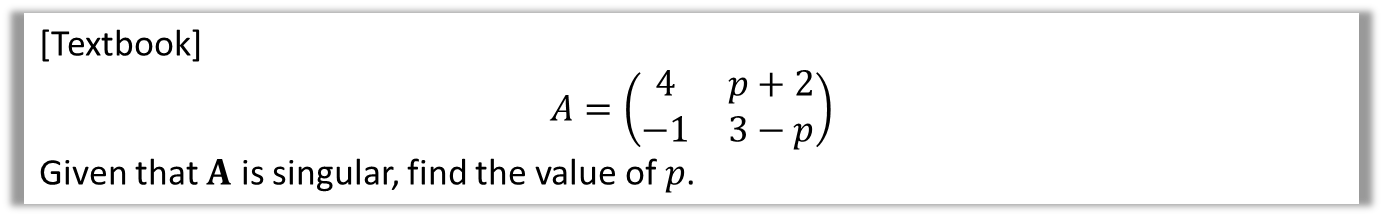 [Textbook]
A = ( 4 p + 2
−1 3 − p )
Given that A is singular, find the value of p.